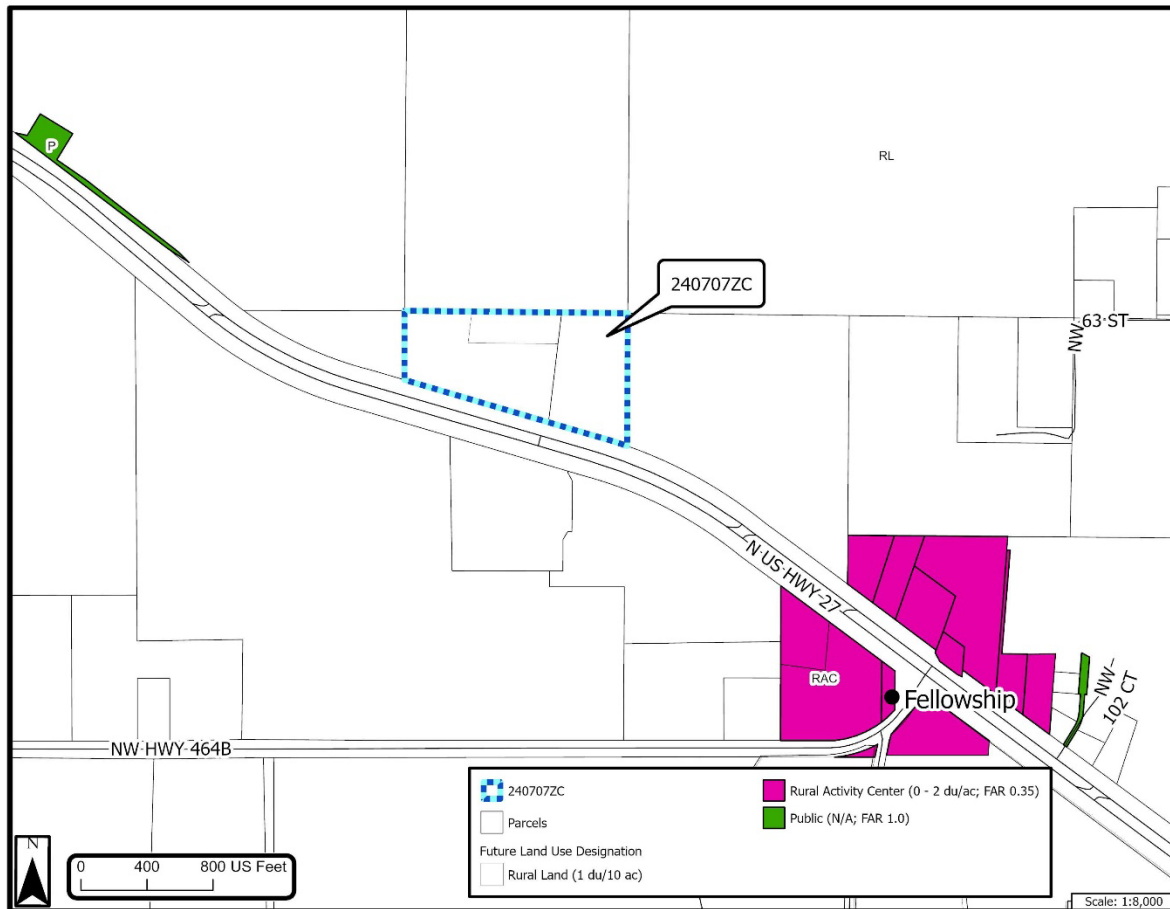 P
RL
240707ZC
NW 63 ST
N US HWY 27
RAC
Fellowship
NW 102 CT
NW HWY 464B
240707ZC
Parcels
Future Land Use Designation
Rural Land (1 du/10 ac)
Rural Activity Center (0 - 2 du/ac; FAR 0.35)
Public (N/A; FAR 1.0)
N
0 400 800 US Feet
Scale: 1:8,000